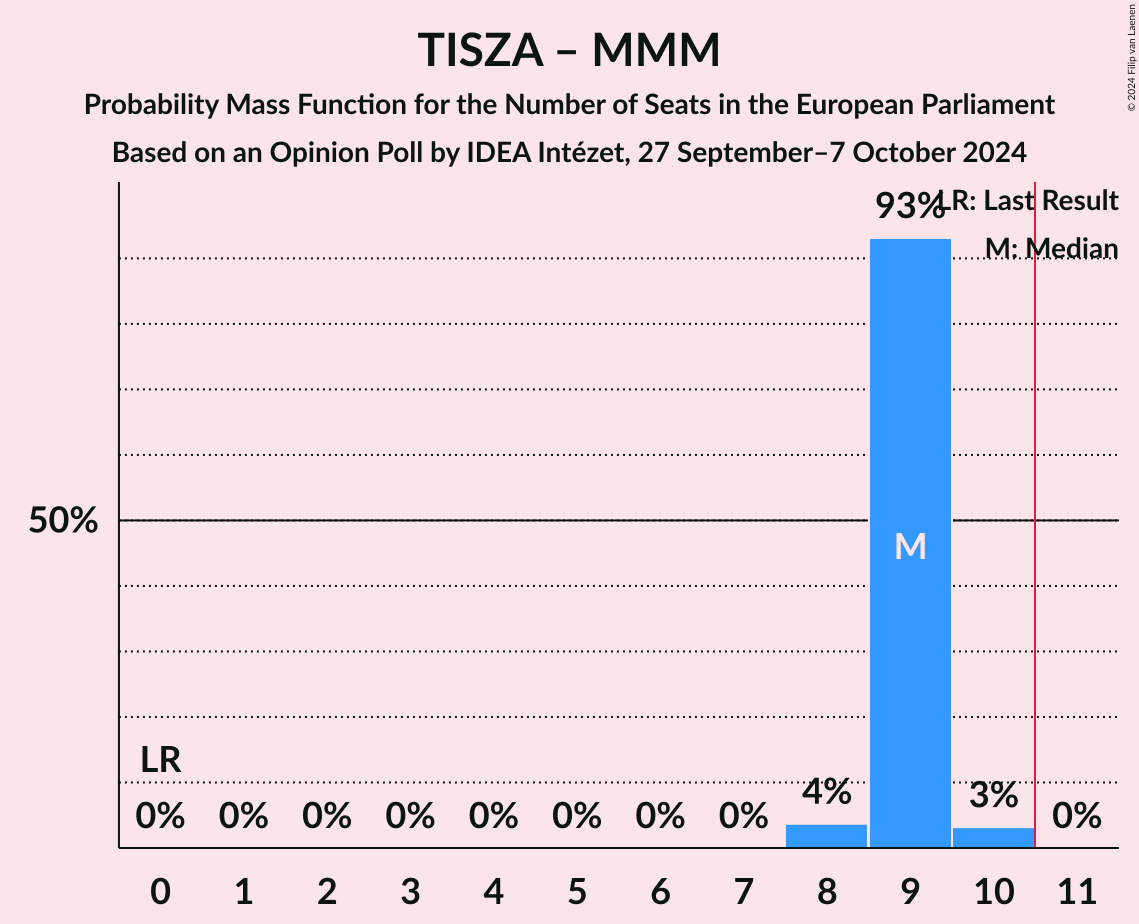 TISZA – MMM
Probability Mass Function for the Number of Seats in the European Parliament
Based on an Opinion Poll by IDEA Intézet, 27 September–7 October 2024
© 2024 Filip van Laenen
93%
LR: Last Result
M: Median
50%
M
LR
0% 0% 0% 0% 0% 0% 0% 0% 4% 3% 0%
0 1 2 3 4 5 6 7 8 9 10 11